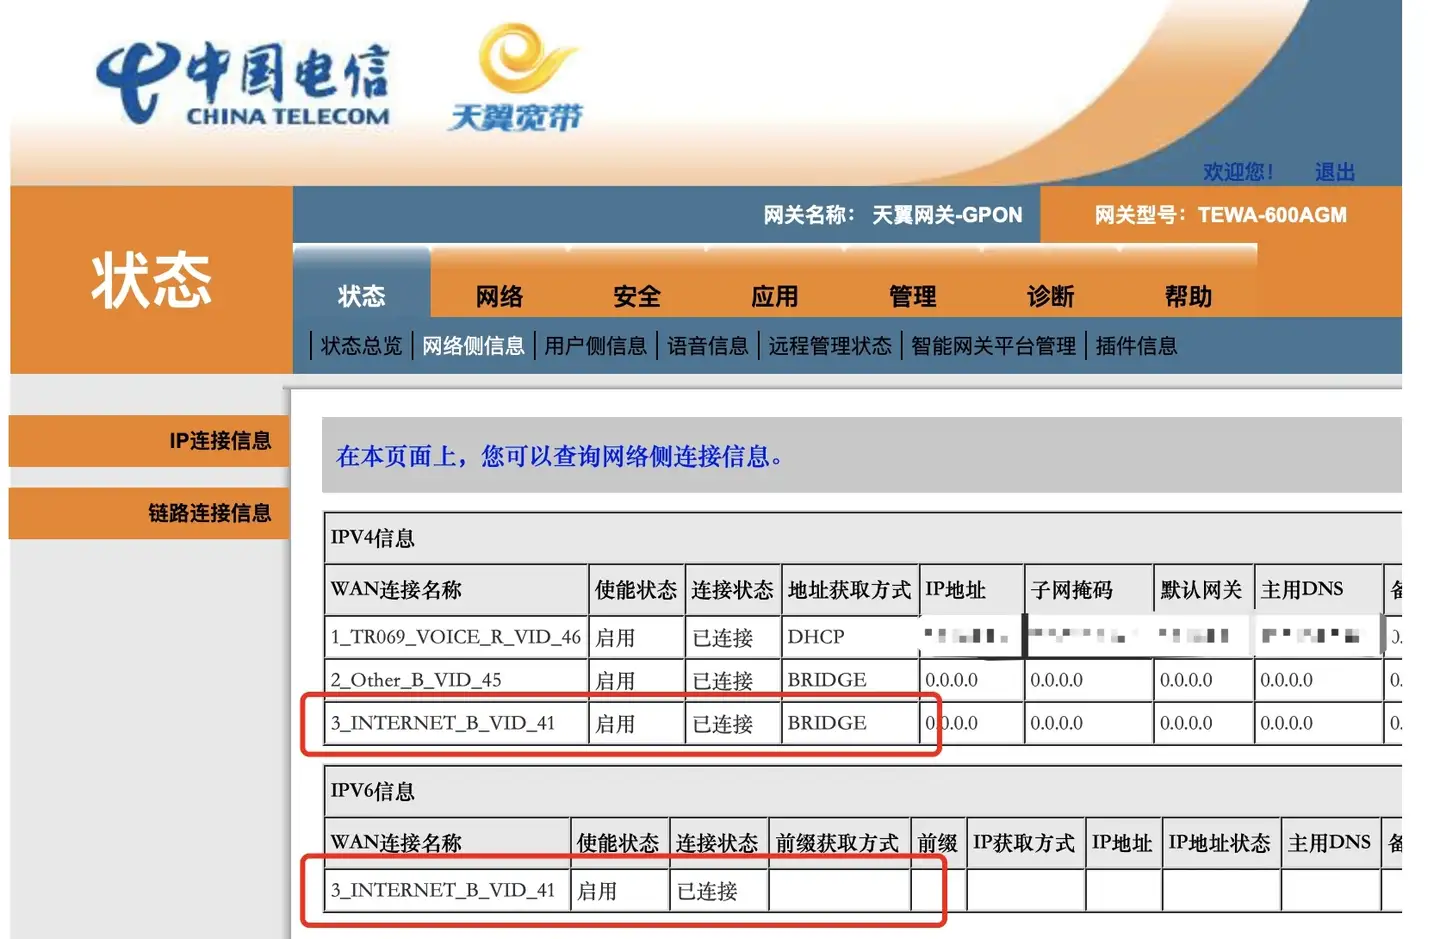 中国电信
CHINA TELECOM
天翼宽带
欢迎您! 退出
网关名称: 天翼网关-GPON 网关型号: TEWA-600AGM
状态
状态 网络 安全 应用 管理 诊断 帮助
状态总览 网络侧信息 用户侧信息 语音信息 远程管理状态 智能网关平台管理 插件信息
IP连接信息
链路连接信息
在本页面上，您可以查询网络侧连接信息。
IPV4信息
WAN连接名称 使能状态 连接状态 地址获取方式 IP地址 子网掩码 默认网关 主用DNS
1_TR069_VOICE_R_VID_46 启用 已连接 DHCP
2_Other_B_VID_45 启用 已连接 BRIDGE 0.0.0.0 0.0.0.0 0.0.0.0 0.0.0.0 0.
3_INTERNET_B_VID_41 启用 已连接 BRIDGE 0.0.0.0 0.0.0.0 0.0.0.0 0.0.0.0 0.
IPV6信息
WAN连接名称 使能状态 连接状态 前缀获取方式 前缀 IP获取方式 IP地址 IP地址状态 主用DNS
3_INTERNET_B_VID_41 启用 已连接